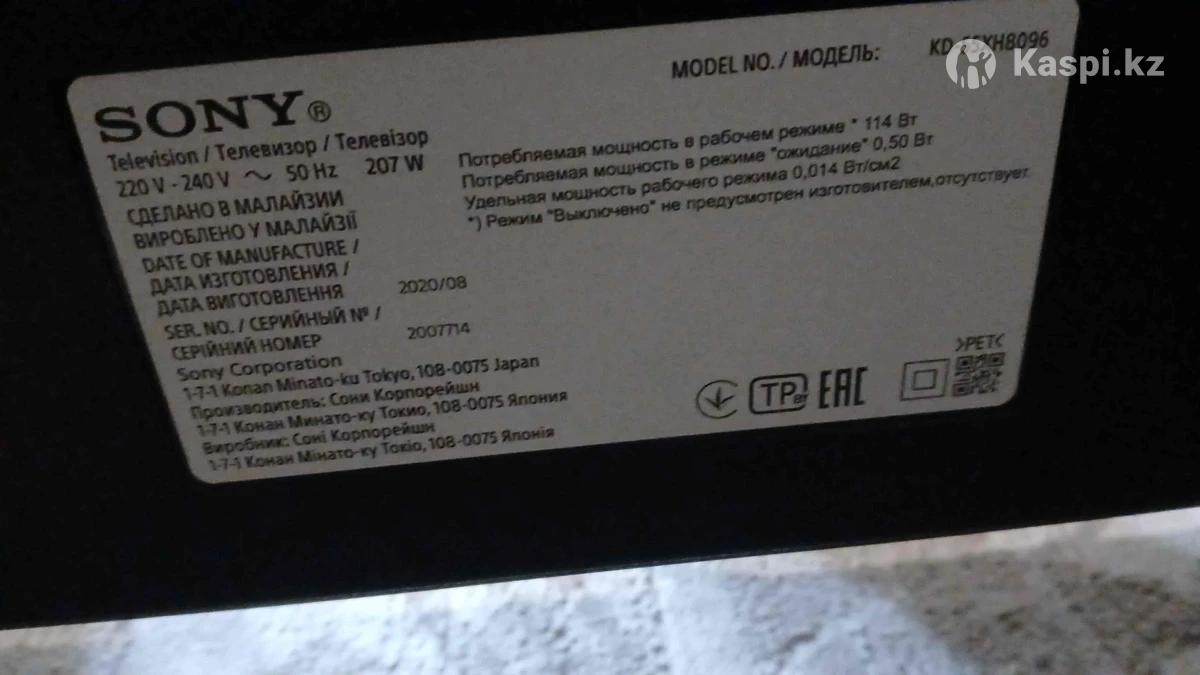 SONY®
MODEL NO. / МОДЕЛЬ: KD-55XH8096
Kaspi.kz
Television / Телевизор / Телевізор
220 V - 240 V ~ 50 Hz 207 W
СДЕЛАНО В МАЛАЙЗИИ
ВИРОБЛЕНО У МАЛАЙЗІЇ
DATE OF MANUFACTURE /
ДАТА ИЗГОТОВЛЕНИЯ /
ДАТА ВИГОТОВЛЕННЯ 2020/08
SER. NO. / СЕРИЙНЫЙ № /
СЕРІЙНИЙ НОМЕР 2007714
Sony Corporation
1-7-1 Konan Minato-ku Tokyo, 108-0075 Japan
Производитель: Сони Корпорейшн
1-7-1 Конан Минато-ку Токио, 108-0075 Япония
Виробник: Соні Корпорейшн
1-7-1 Конан Мінато-ку Токіо, 108-0075 Японія
Потребляемая мощность в рабочем режиме * 114 Вт
Потребляемая мощность в режиме "ожидание" 0,50 Вт
Удельная мощность рабочего режима 0,014 Вт/см2
*) Режим "Выключено" не предусмотрен изготовителем,отсутствует.
>PET<
TP BY EAC